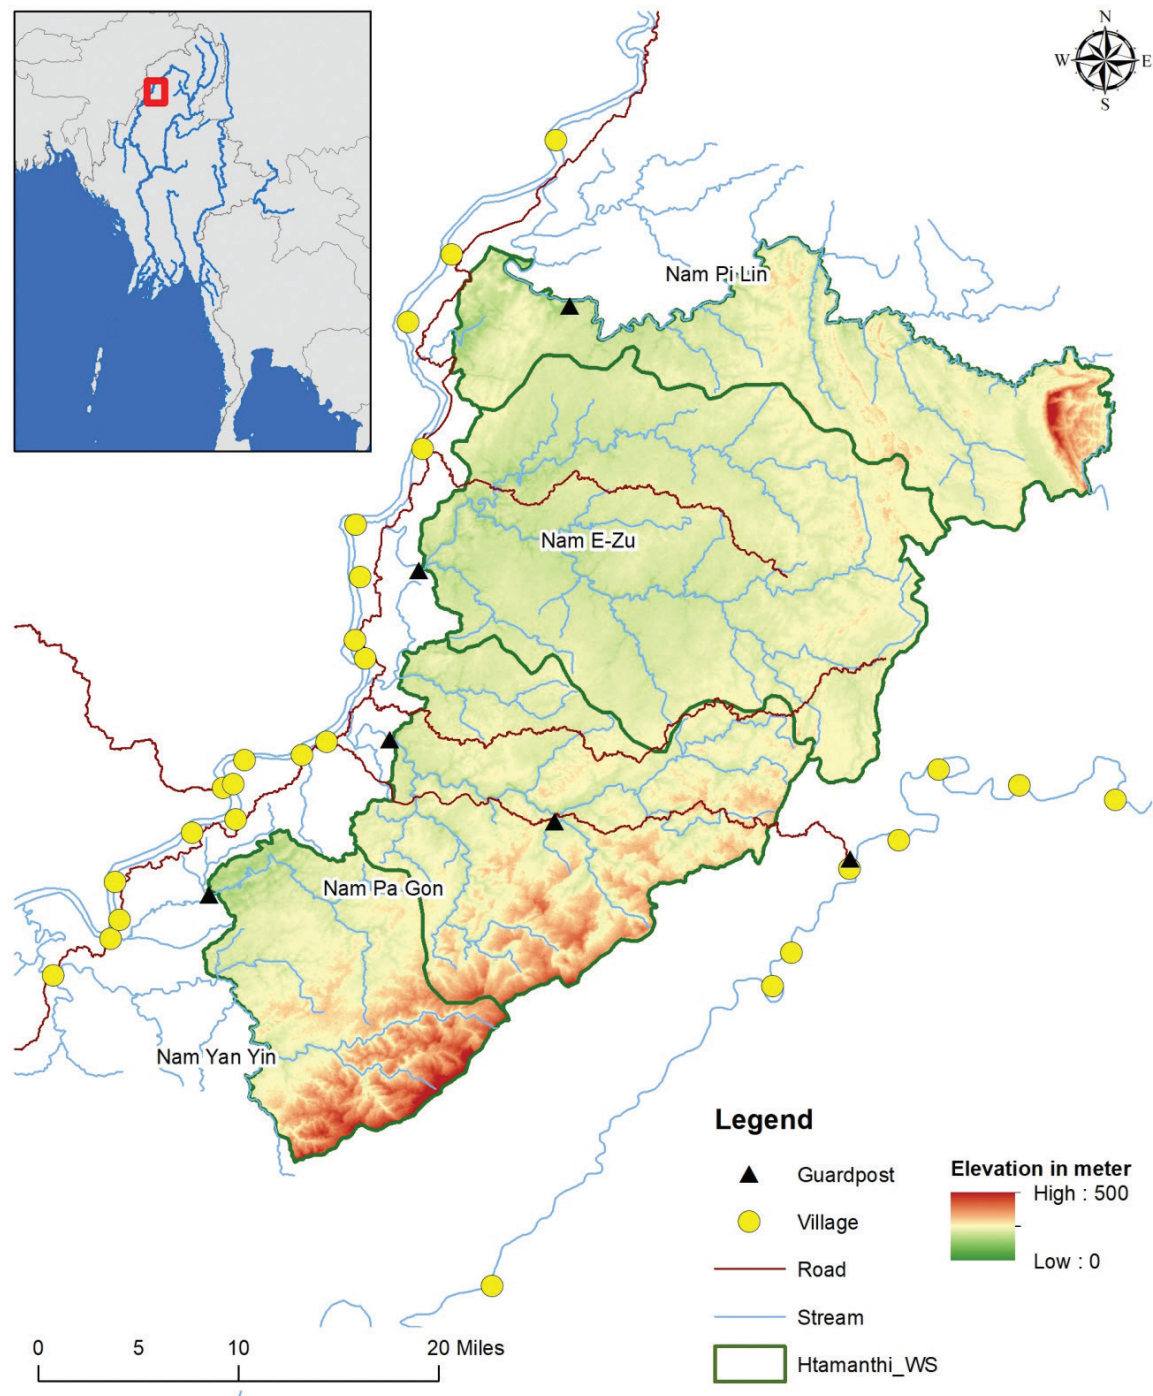 N
W E
S
Nam Pi Lin
Nam E-Zu
Nam Pa Gon
Nam Yan Yin
Legend
Guardpost
Village
Road
Stream
Htamanthi_WS
Elevation in meter
High : 500
Low : 0
0 5 10 20 Miles